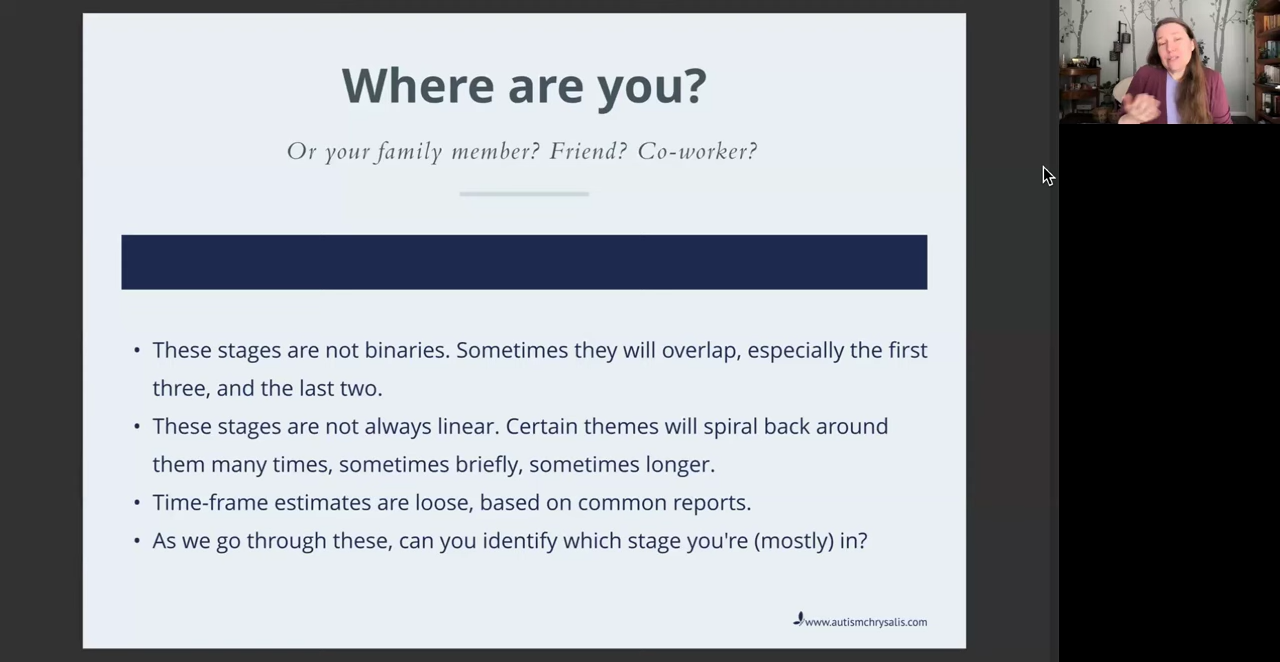 Where are you?
Or your family member? Friend? Co-worker?
• These stages are not binaries. Sometimes they will overlap, especially the first
three, and the last two.
• These stages are not always linear. Certain themes will spiral back around
them many times, sometimes briefly, sometimes longer.
• Time-frame estimates are loose, based on common reports.
• As we go through these, can you identify which stage you're (mostly) in?
www.autismchrysalis.com